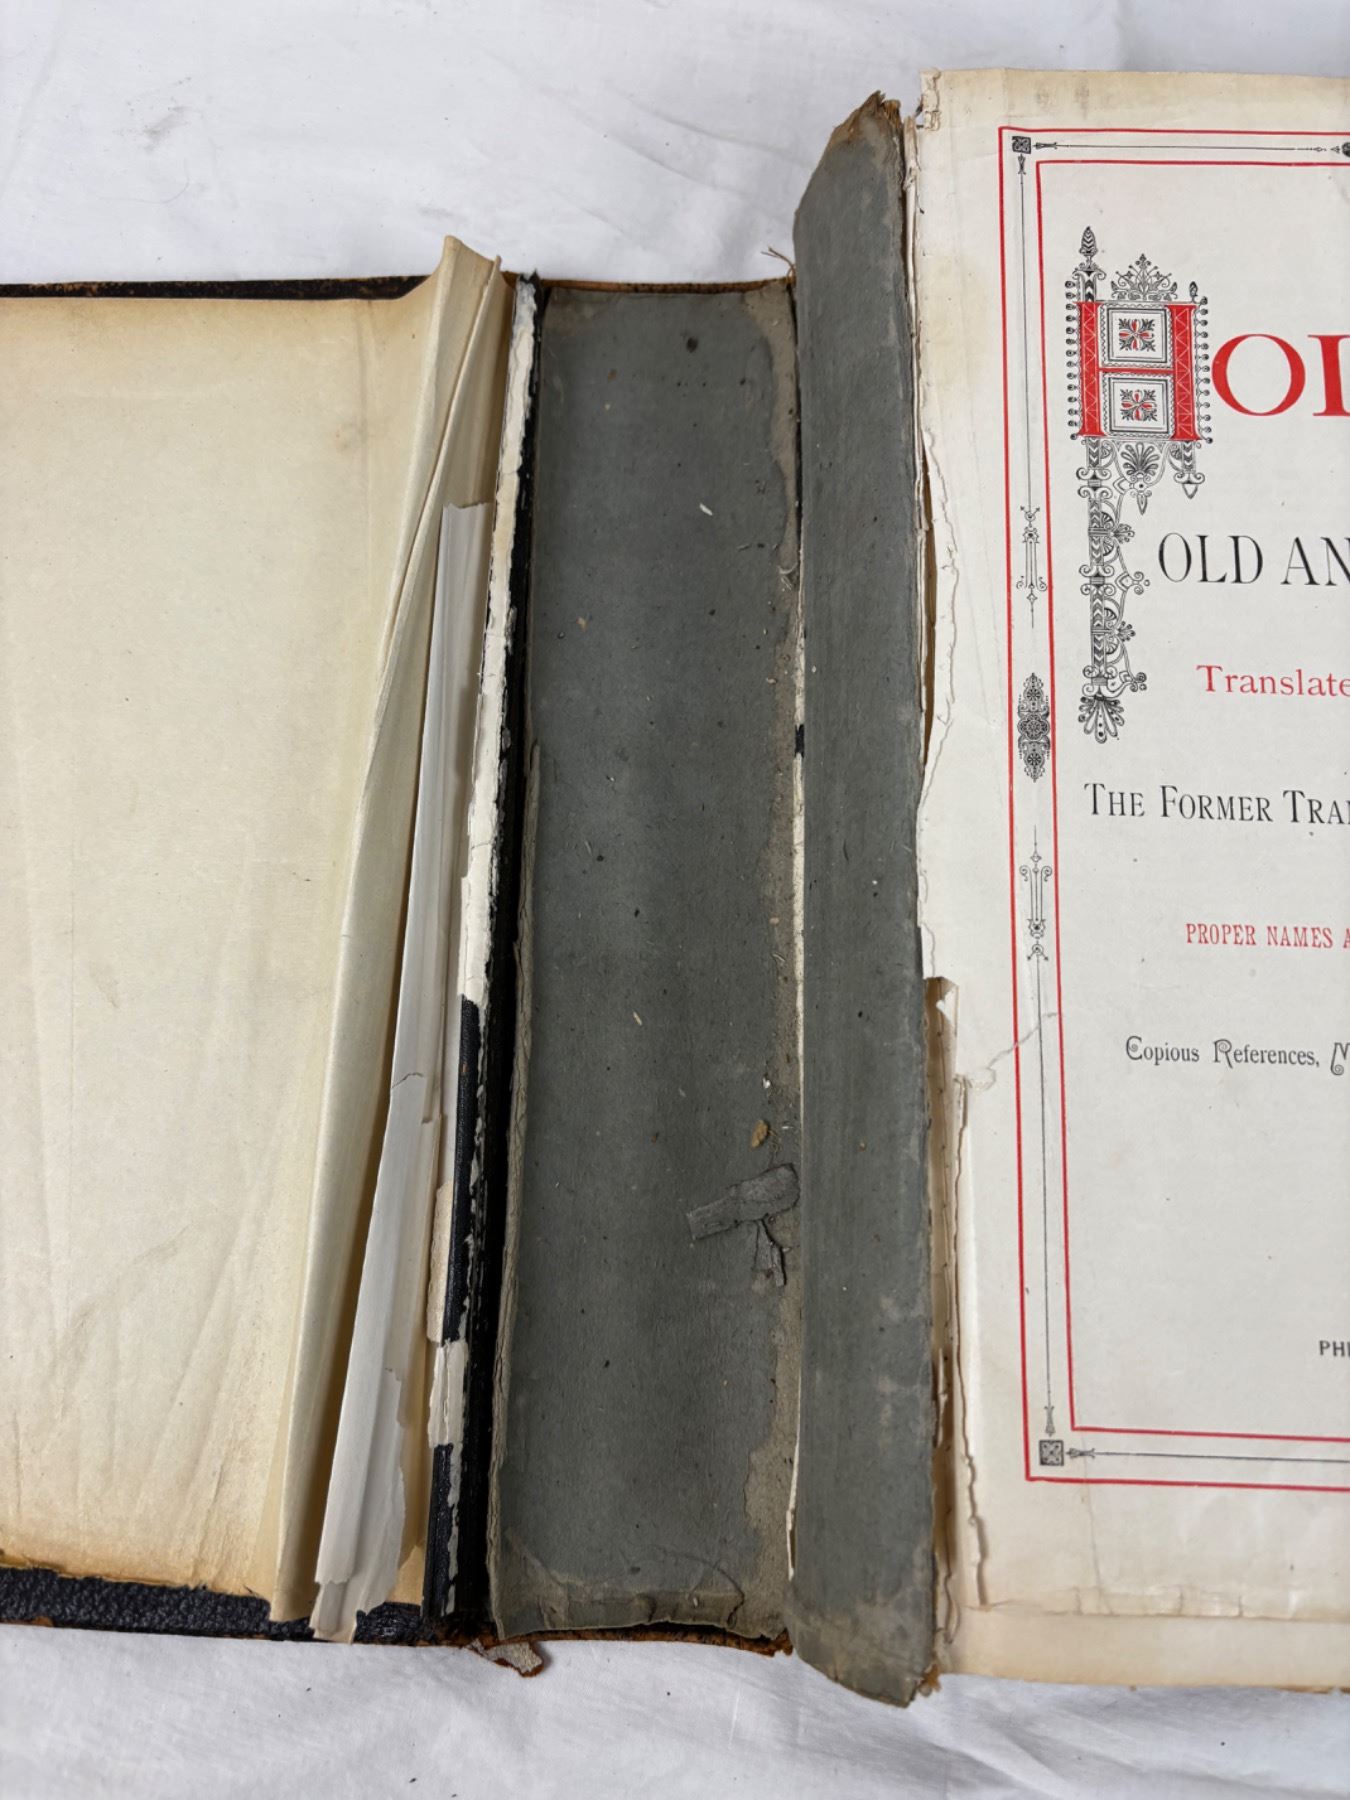 HOL
OLD AN
Translate
THE FORMER TRAN
PROPER NAMES A
Copious References, M
PHI